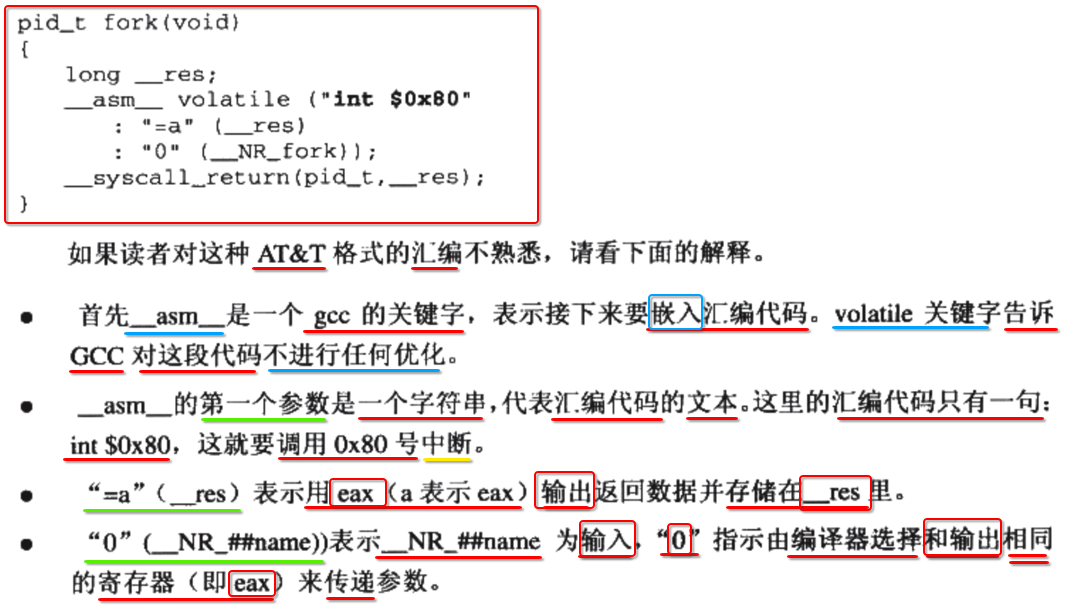 pid_t fork(void)
{
    long __res;
    __asm__ volatile ("int $0x80"
        : "=a" (__res)
        : "0" (__NR_fork));
    __syscall_return(pid_t,__res);
}
如果读者对这种 AT&T 格式的汇编不熟悉，请看下面的解释。
● 首先__asm__是一个 gcc 的关键字，表示接下来要嵌入汇编代码。volatile 关键字告诉
GCC 对这段代码不进行任何优化。
● __asm__的第一个参数是一个字符串，代表汇编代码的文本。这里的汇编代码只有一句：
int $0x80，这就要调用 0x80 号中断。
● “=a”（__res）表示用 eax（a 表示 eax）输出返回数据并存储在__res 里。
● “0”(__NR_##name))表示__NR_##name 为输入，“0”指示由编译器选择和输出相同
的寄存器（即 eax）来传递参数。